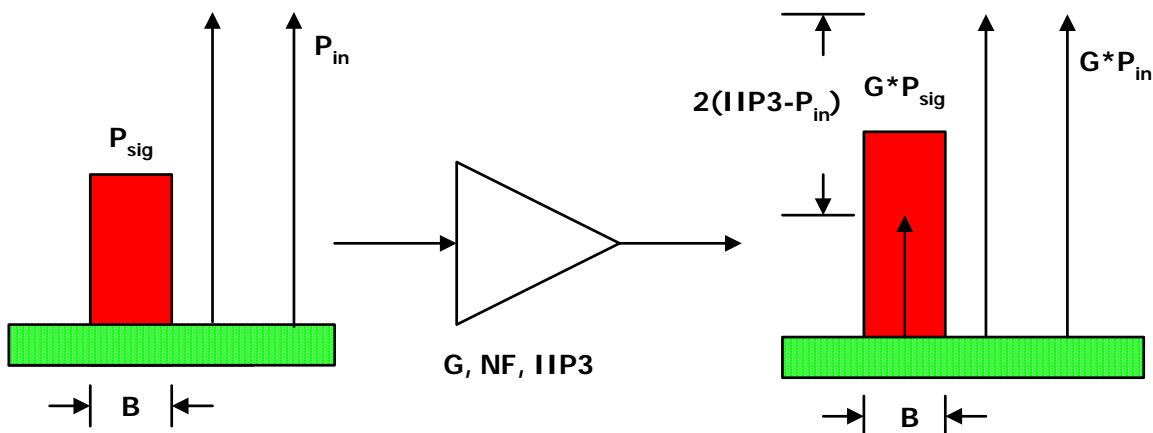 P_in
P_sig
B
G, NF, IIP3
2(IIP3-P_in)
G*P_sig
G*P_in
B